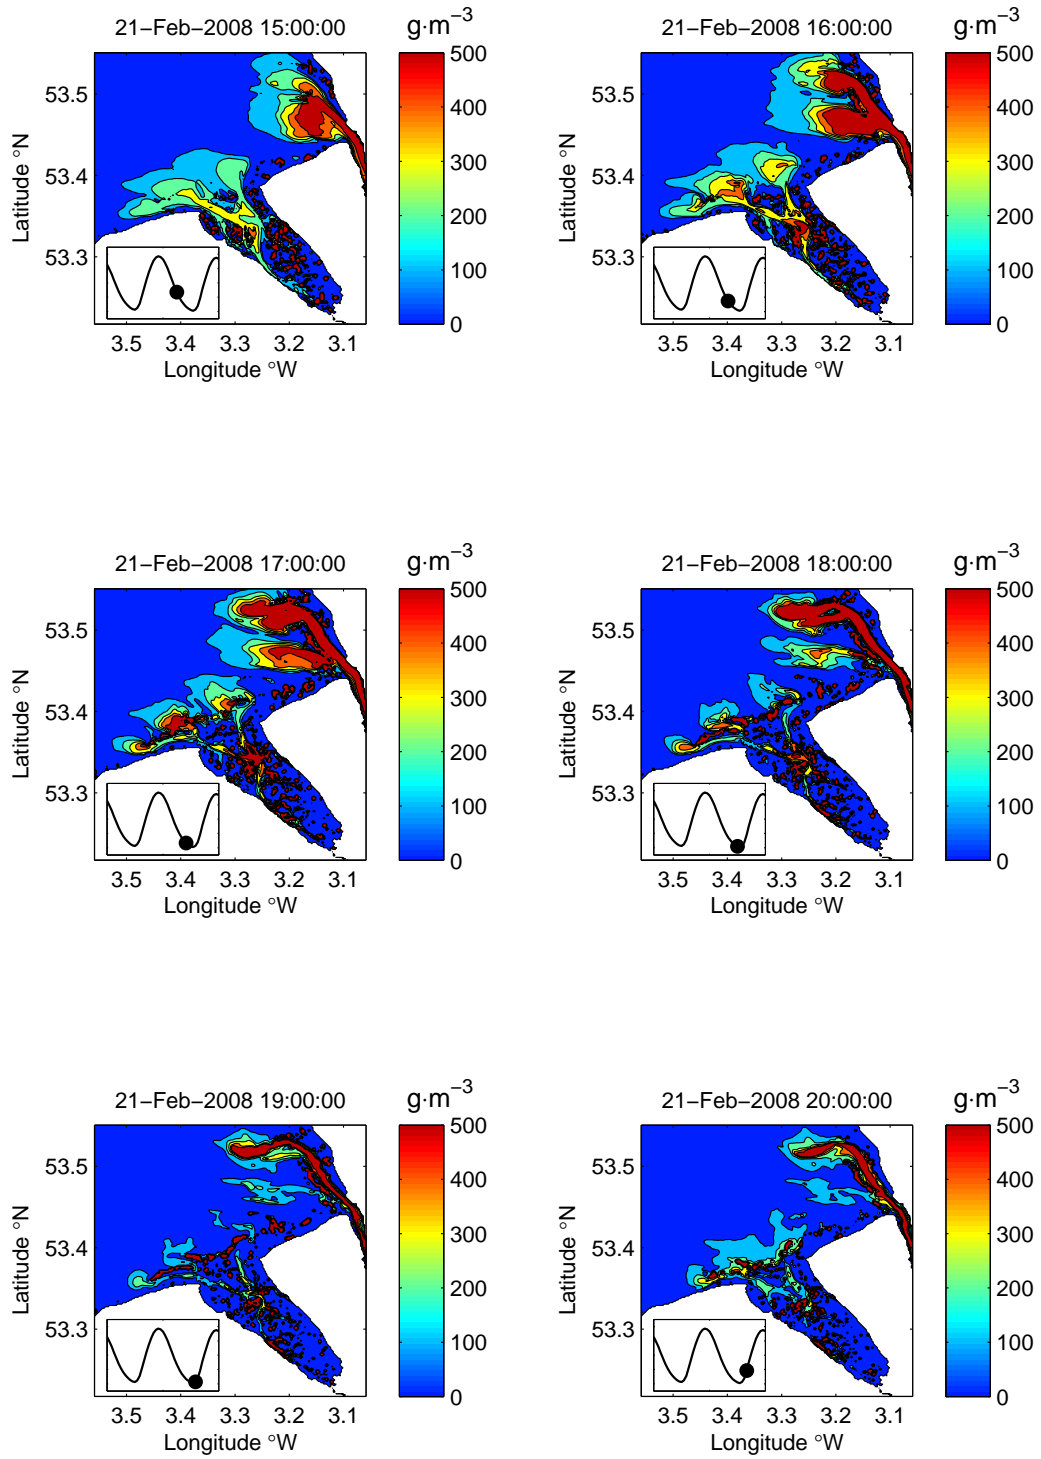 21−Feb−2008 15:00:00
g·m⁻³
Latitude °N
53.5
53.4
53.3
3.5 3.4 3.3 3.2 3.1
Longitude °W
500
400
300
200
100
0
21−Feb−2008 16:00:00
g·m⁻³
Latitude °N
53.5
53.4
53.3
3.5 3.4 3.3 3.2 3.1
Longitude °W
500
400
300
200
100
0
21−Feb−2008 17:00:00
g·m⁻³
Latitude °N
53.5
53.4
53.3
3.5 3.4 3.3 3.2 3.1
Longitude °W
500
400
300
200
100
0
21−Feb−2008 18:00:00
g·m⁻³
Latitude °N
53.5
53.4
53.3
3.5 3.4 3.3 3.2 3.1
Longitude °W
500
400
300
200
100
0
21−Feb−2008 19:00:00
g·m⁻³
Latitude °N
53.5
53.4
53.3
3.5 3.4 3.3 3.2 3.1
Longitude °W
500
400
300
200
100
0
21−Feb−2008 20:00:00
g·m⁻³
Latitude °N
53.5
53.4
53.3
3.5 3.4 3.3 3.2 3.1
Longitude °W
500
400
300
200
100
0